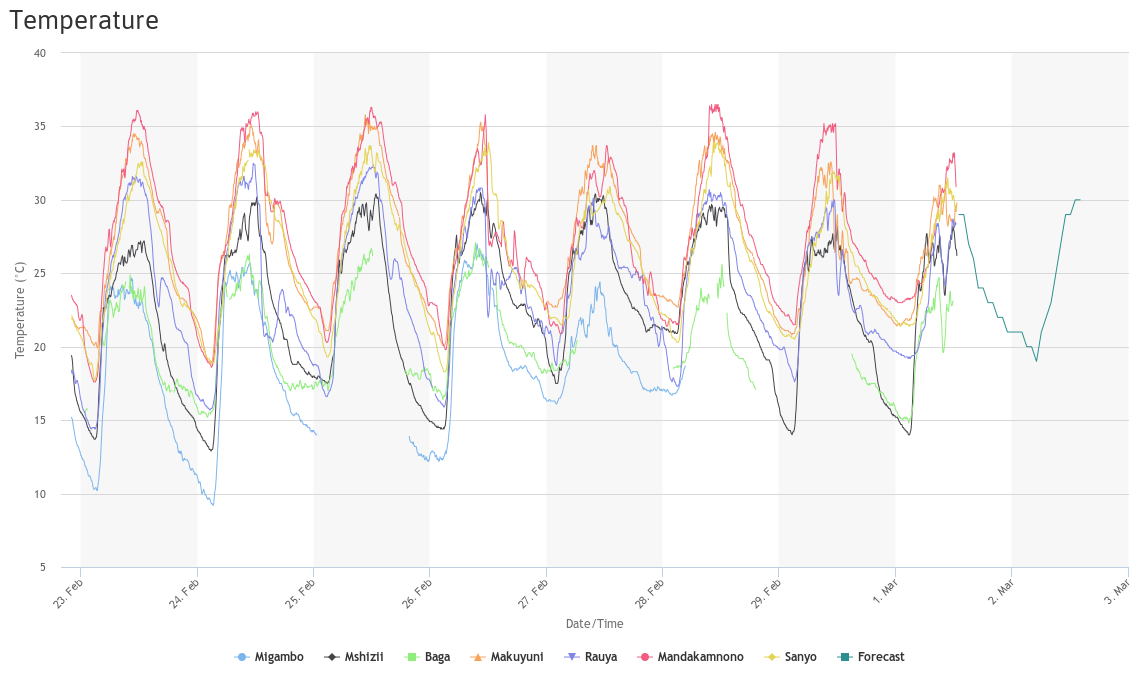 Temperature
40
35
30
25
20
15
10
5
Temperature (°C)
23. Feb
24. Feb
25. Feb
26. Feb
27. Feb
28. Feb
29. Feb
1. Mar
2. Mar
3. Mar
Date/Time
Migambo Mshizii Baga Makuyuni Rauya Mandakamnono Sanyo Forecast